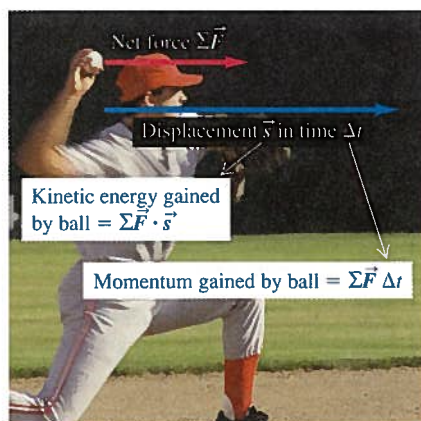 Net force ΣF⃗
Displacement s⃗ in time Δt
Kinetic energy gained
by ball = ΣF⃗ · s⃗
Momentum gained by ball = ΣF⃗ Δt